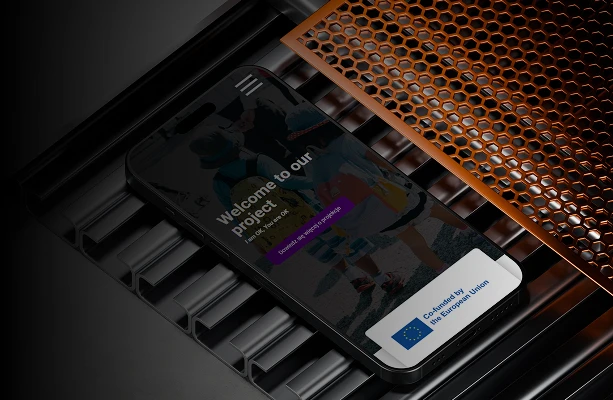 Welcome to our
project
I am OK, You are OK
Dowiedz się więcej o projekcie
Co-funded by
the European Union